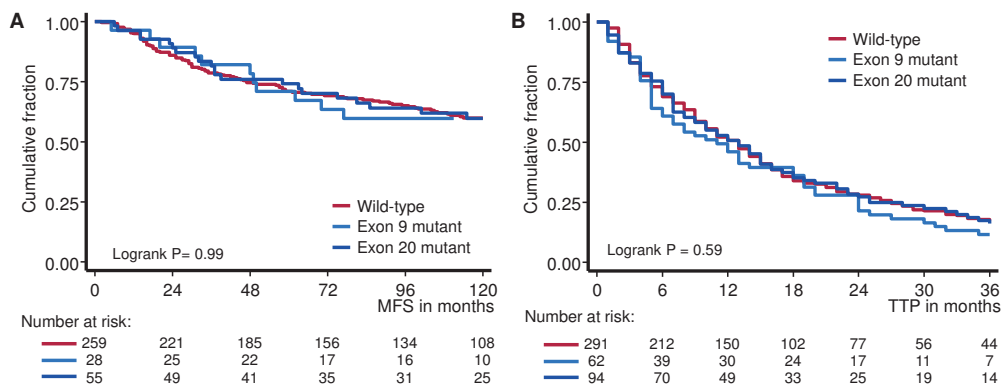 A
Cumulative fraction
1.00
0.75
0.50
0.25
0.00
Wild-type
Exon 9 mutant
Exon 20 mutant
Logrank P= 0.99
0 24 48 72 96 120
MFS in months
Number at risk:
259 221 185 156 134 108
28 25 22 17 16 10
55 49 41 35 31 25
B
Cumulative fraction
1.00
0.75
0.50
0.25
0.00
Wild-type
Exon 9 mutant
Exon 20 mutant
Logrank P= 0.59
0 6 12 18 24 30 36
TTP in months
Number at risk:
291 212 150 102 77 56 44
62 39 30 24 17 11 7
94 70 49 33 25 19 14